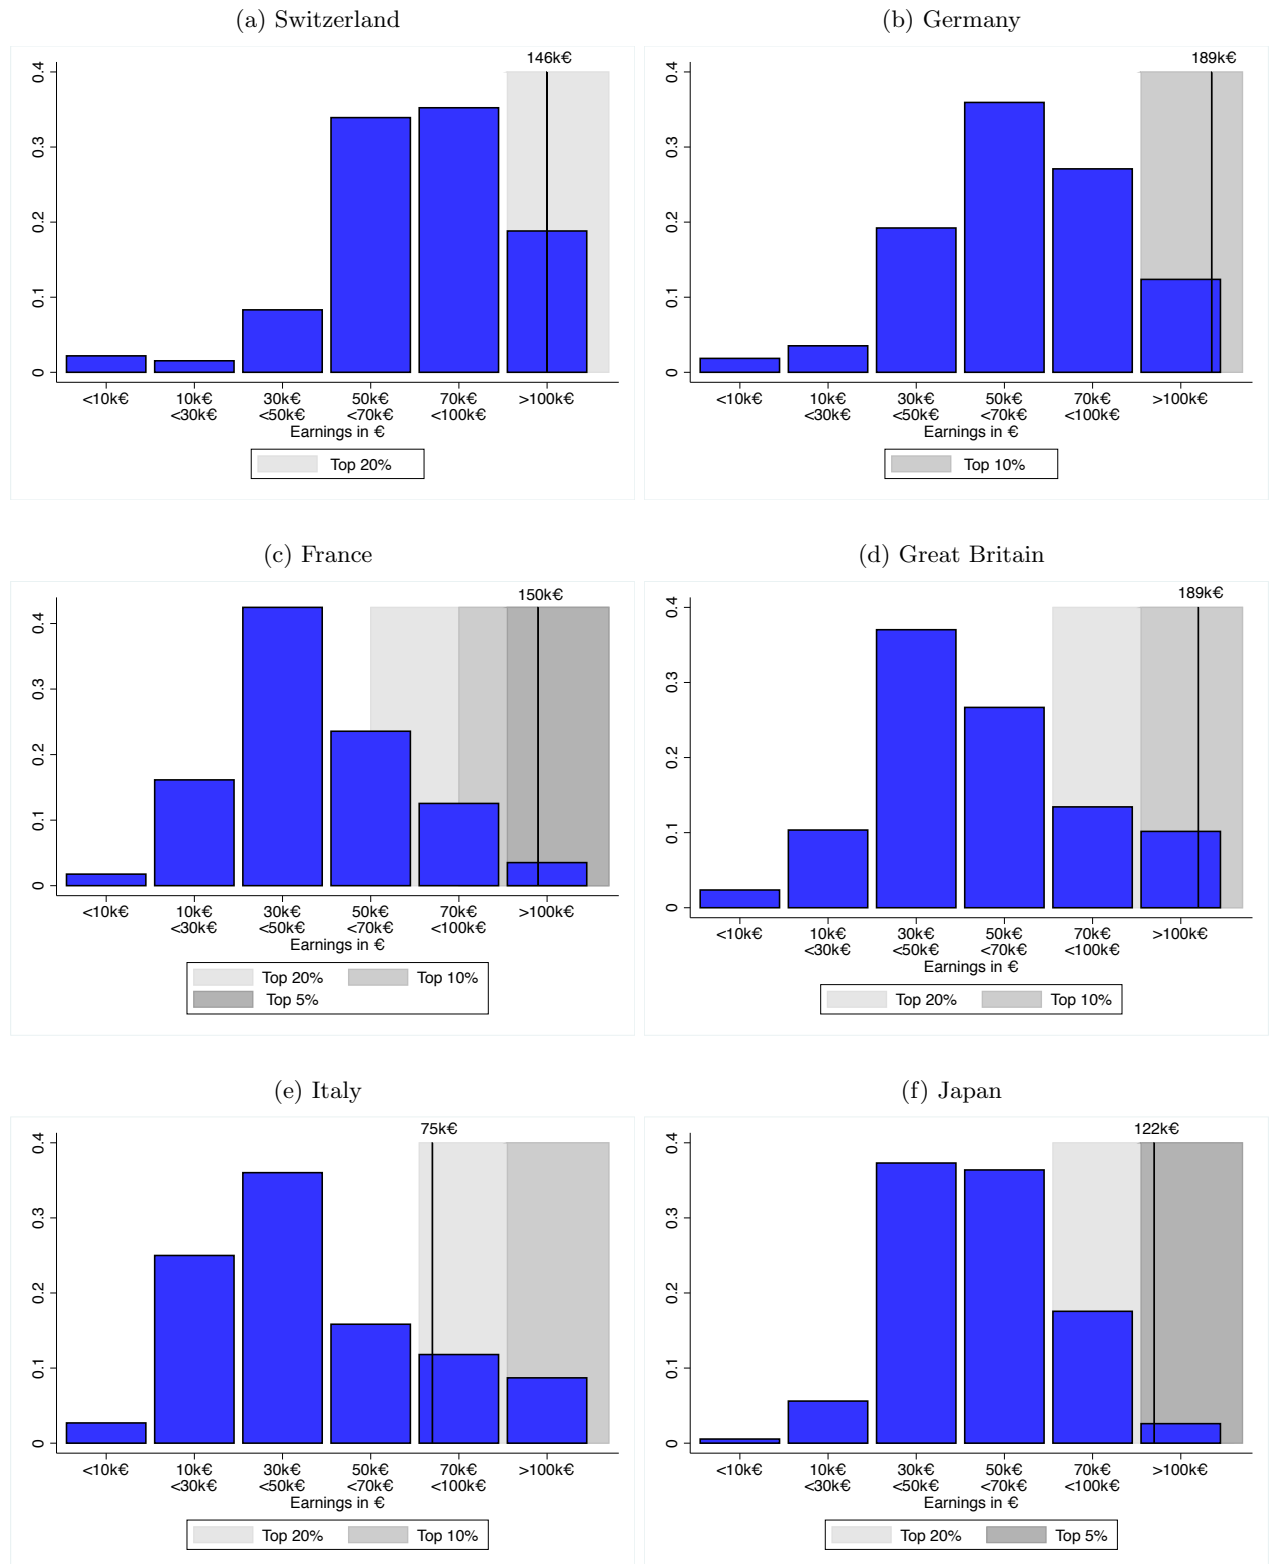 (a) Switzerland
146k€
0.4
0.3
0.2
0.1
0
<10k€ 10k€ 30k€ 50k€ 70k€ >100k€
<30k€ <50k€ <70k€ <100k€
Earnings in €
Top 20%
(b) Germany
189k€
0.4
0.3
0.2
0.1
0
<10k€ 10k€ 30k€ 50k€ 70k€ >100k€
<30k€ <50k€ <70k€ <100k€
Earnings in €
Top 10%
(c) France
150k€
0.4
0.3
0.2
0.1
0
<10k€ 10k€ 30k€ 50k€ 70k€ >100k€
<30k€ <50k€ <70k€ <100k€
Earnings in €
Top 20% Top 10%
Top 5%
(d) Great Britain
189k€
0.4
0.3
0.2
0.1
0
<10k€ 10k€ 30k€ 50k€ 70k€ >100k€
<30k€ <50k€ <70k€ <100k€
Earnings in €
Top 20% Top 10%
(e) Italy
75k€
0.4
0.3
0.2
0.1
0
<10k€ 10k€ 30k€ 50k€ 70k€ >100k€
<30k€ <50k€ <70k€ <100k€
Earnings in €
Top 20% Top 10%
(f) Japan
122k€
0.4
0.3
0.2
0.1
0
<10k€ 10k€ 30k€ 50k€ 70k€ >100k€
<30k€ <50k€ <70k€ <100k€
Earnings in €
Top 20% Top 5%